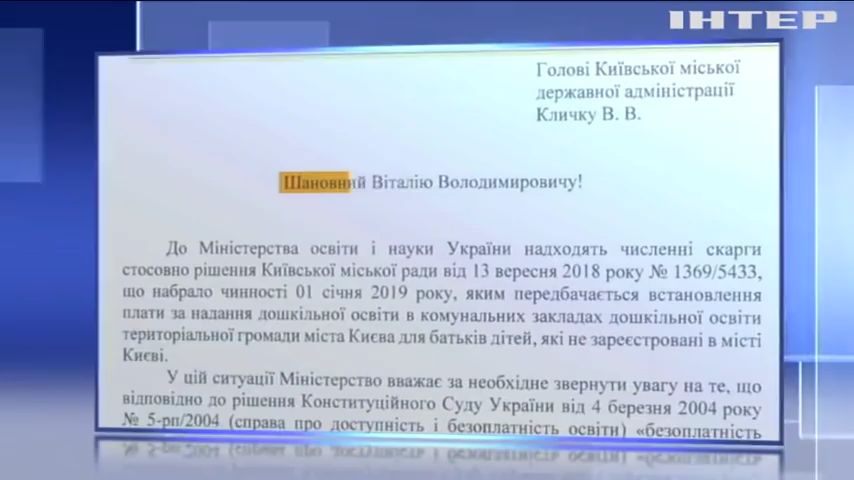 ІНТЕР
Голові Київської міської
державної адміністрації
Кличку В. В.
Шановний Віталію Володимировичу!
До Міністерства освіти і науки України надходять численні скарги
стосовно рішення Київської міської ради від 13 вересня 2018 року № 1369/5433,
що набрало чинності 01 січня 2019 року, яким передбачається встановлення
плати за надання дошкільної освіти в комунальних закладах дошкільної освіти
територіальної громади міста Києва для батьків дітей, які не зареєстровані в місті
Києві.
У цій ситуації Міністерство вважає за необхідне звернути увагу на те, що
відповідно до рішення Конституційного Суду України від 4 березня 2004 року
№ 5-рп/2004 (справа про доступність і безоплатність освіти) «безоплатність